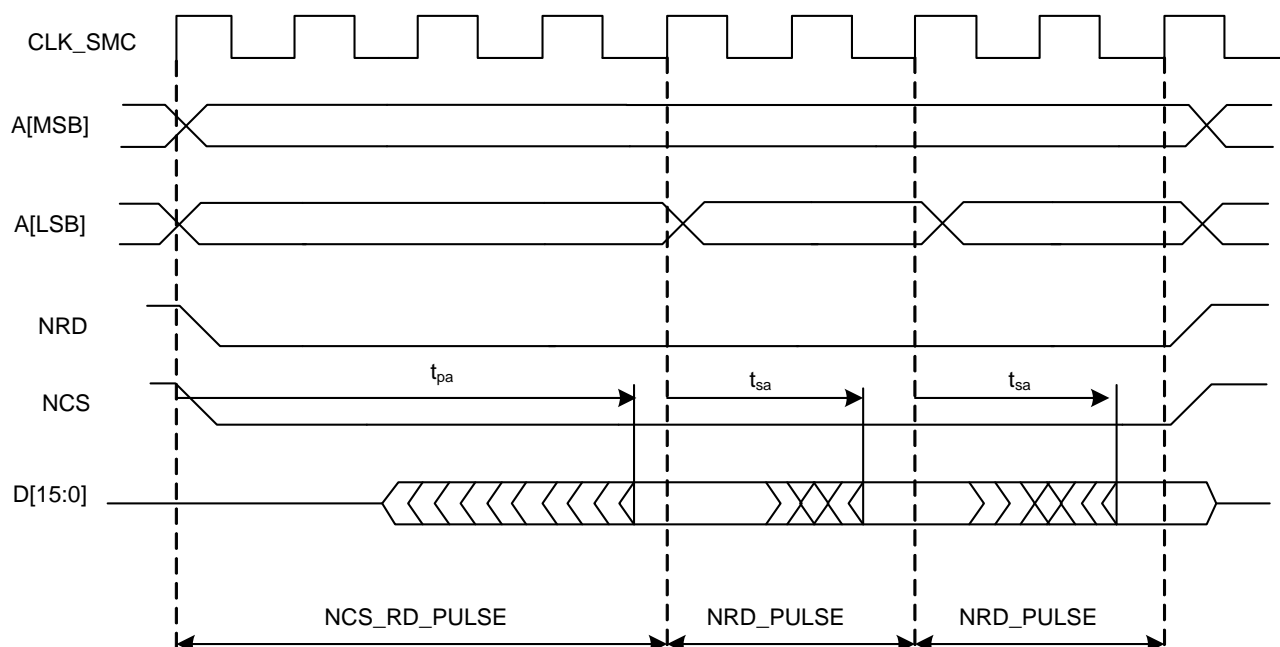 CLK_SMC
A[MSB]
A[LSB]
NRD
NCS
tpa
tsa
tsa
D[15:0]
NCS_RD_PULSE
NRD_PULSE
NRD_PULSE